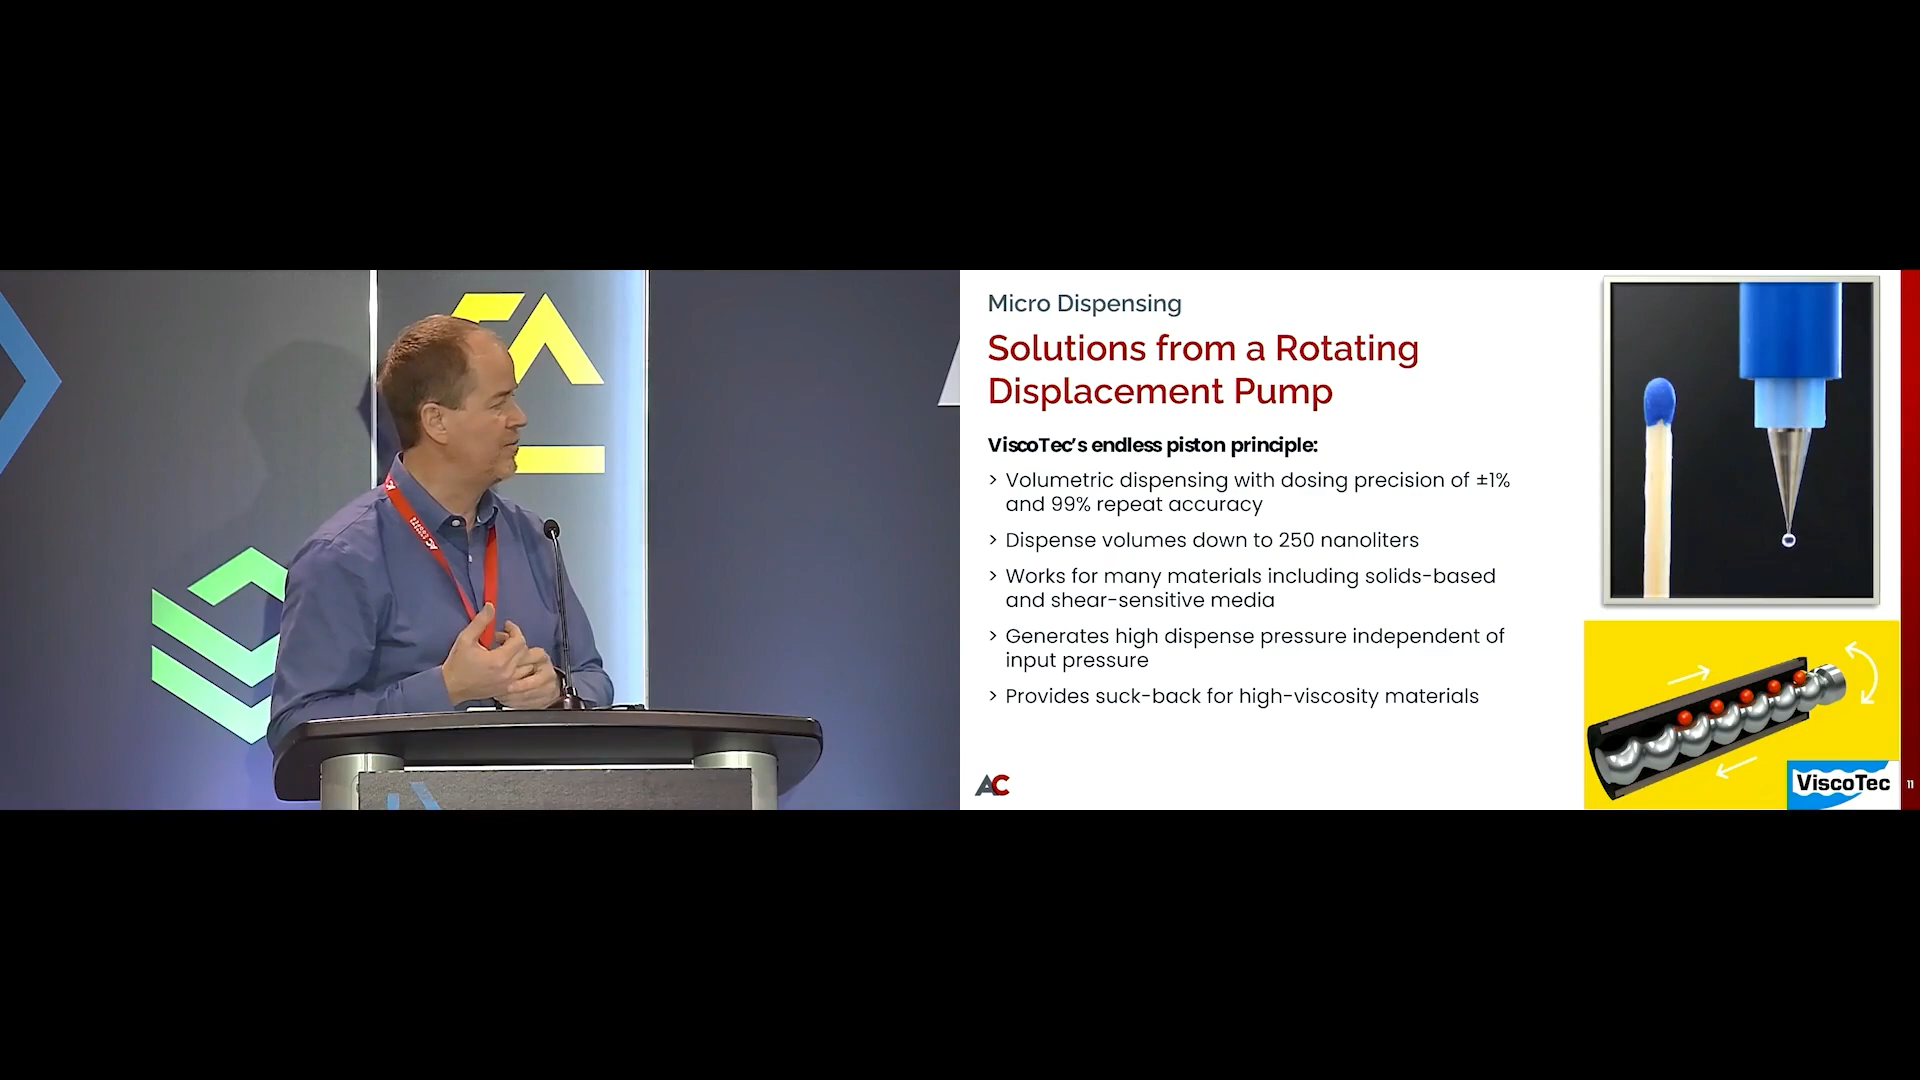 Micro Dispensing
Solutions from a Rotating
Displacement Pump
ViscoTec’s endless piston principle:
> Volumetric dispensing with dosing precision of ±1%
and 99% repeat accuracy
> Dispense volumes down to 250 nanoliters
> Works for many materials including solids-based
and shear-sensitive media
> Generates high dispense pressure independent of
input pressure
> Provides suck-back for high-viscosity materials
AC
ViscoTec
11